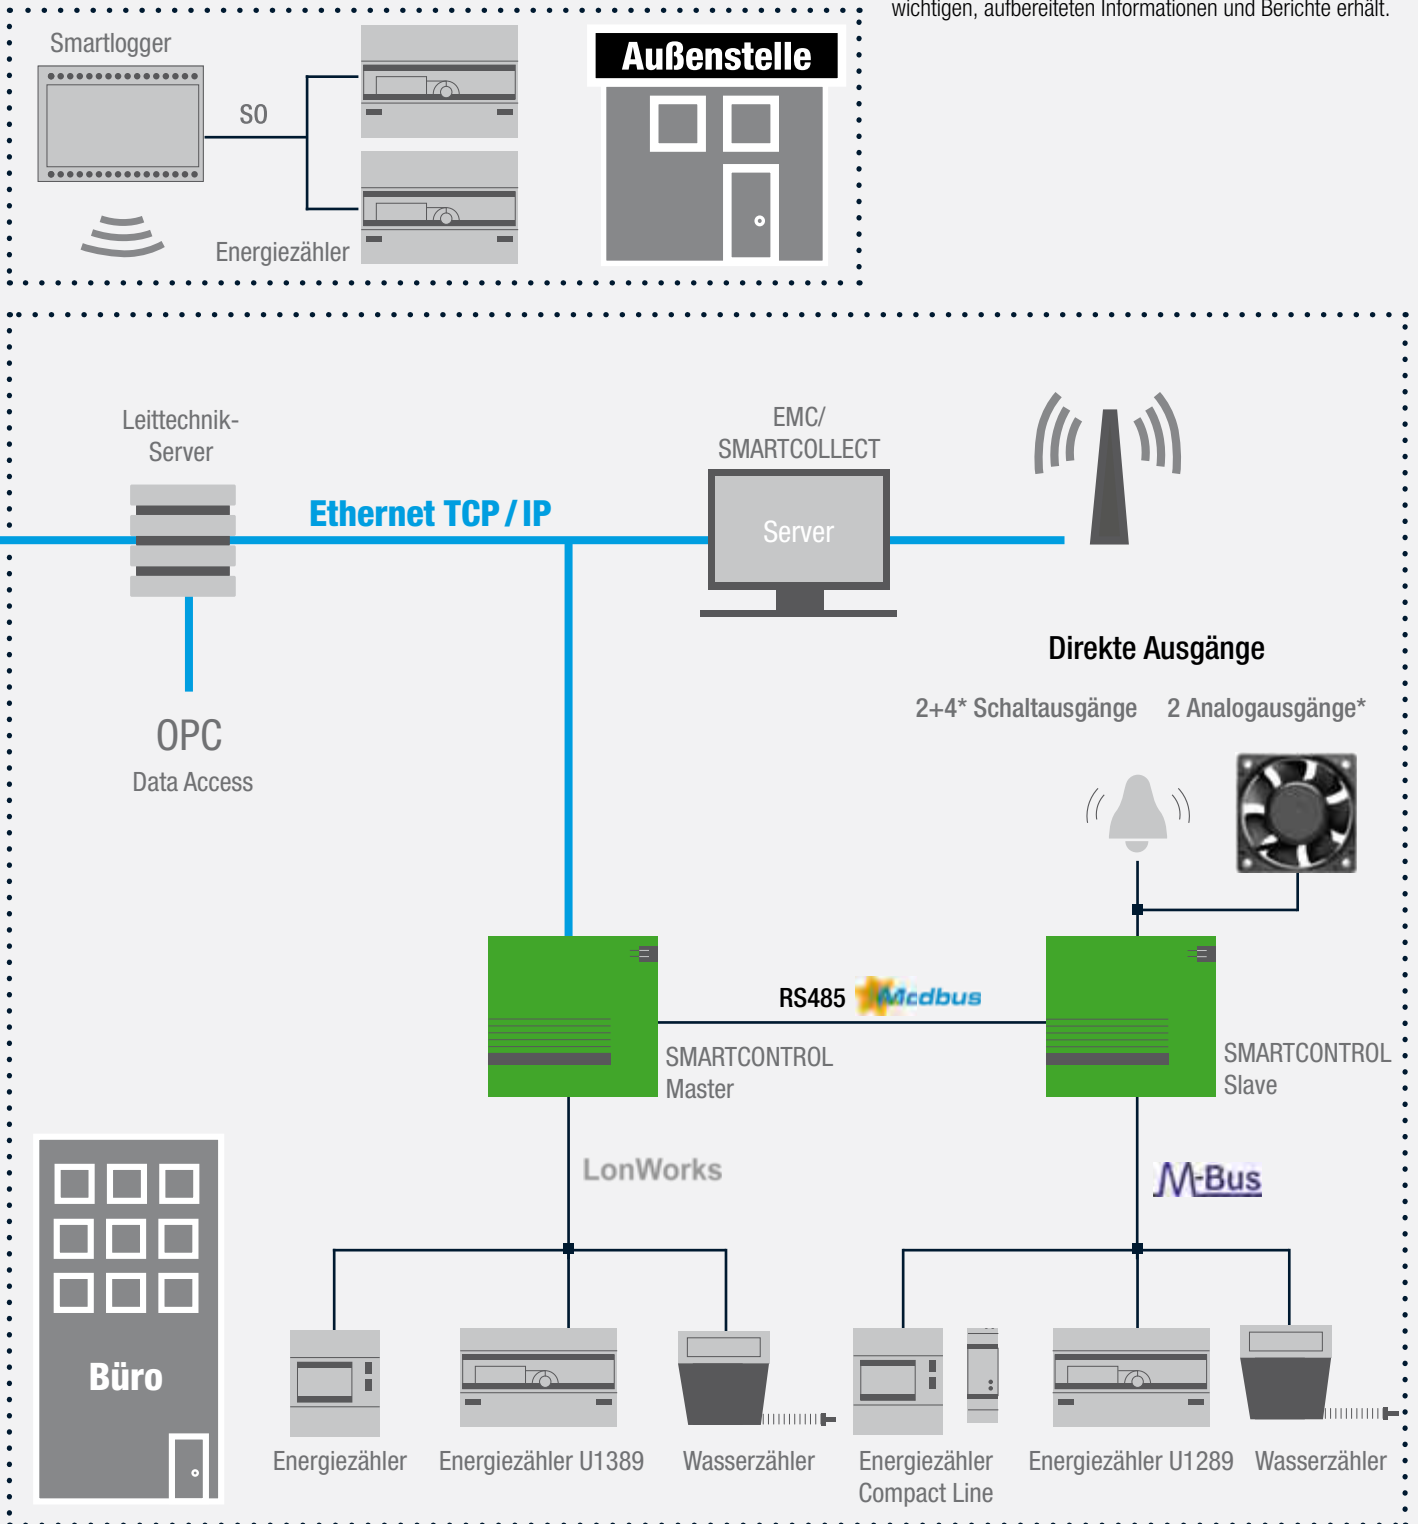 wichtigen, aufbereiteten Informationen und Berichte erhält.
Smartlogger
S0
Energiezähler
Außenstelle
Leittechnik-
Server
Ethernet TCP / IP
EMC/
SMARTCOLLECT
Server
OPC
Data Access
Direkte Ausgänge
2+4* Schaltausgänge
2 Analogausgänge*
RS485
Modbus
SMARTCONTROL
Master
SMARTCONTROL
Slave
LonWorks
M-Bus
Büro
Energiezähler
Energiezähler U1389
Wasserzähler
Energiezähler
Compact Line
Energiezähler U1289
Wasserzähler